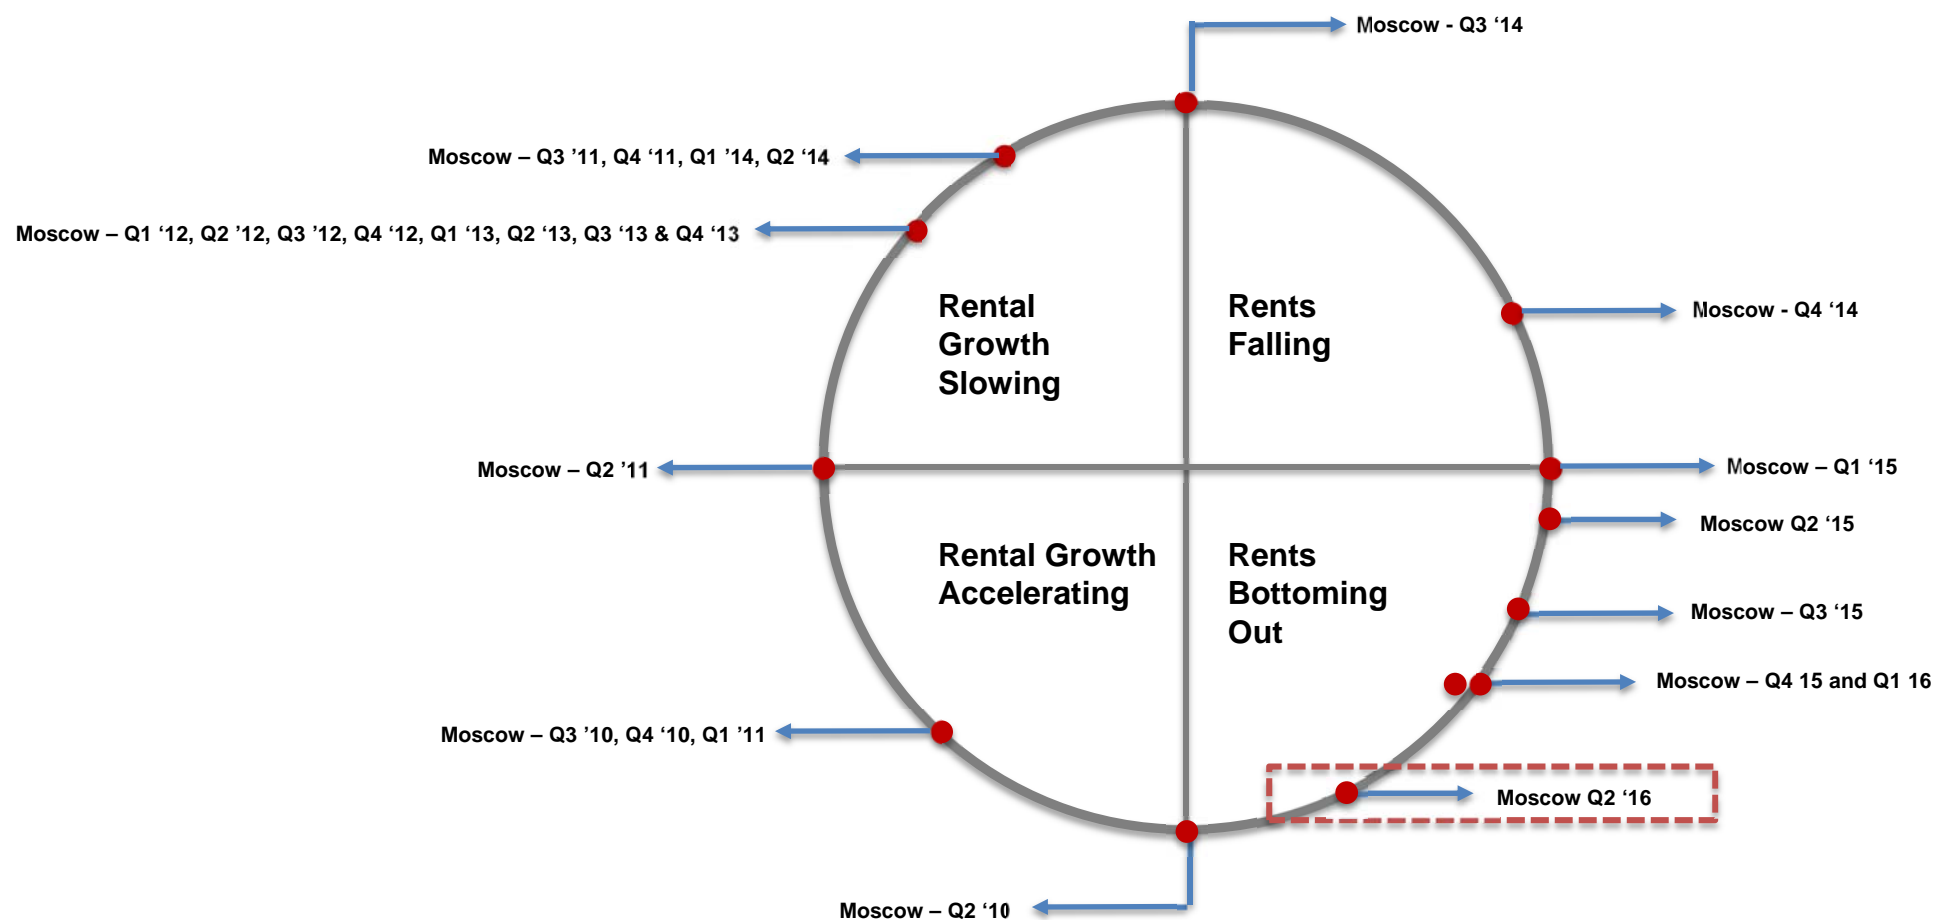 Moscow - Q3 ‘14
Moscow – Q3 ’11, Q4 ‘11, Q1 ’14, Q2 ‘14
Moscow – Q1 ‘12, Q2 ’12, Q3 ’12, Q4 ‘12, Q1 ‘13, Q2 ‘13, Q3 ‘13 & Q4 ‘13
Rental
Growth
Slowing
Rents
Falling
Moscow - Q4 ‘14
Moscow – Q2 ’11
Moscow – Q1 ‘15
Moscow Q2 ‘15
Rental Growth
Accelerating
Rents
Bottoming
Out
Moscow – Q3 ‘15
Moscow – Q4 15 and Q1 16
Moscow – Q3 ’10, Q4 ‘10, Q1 ’11
Moscow Q2 ‘16
Moscow – Q2 ’10